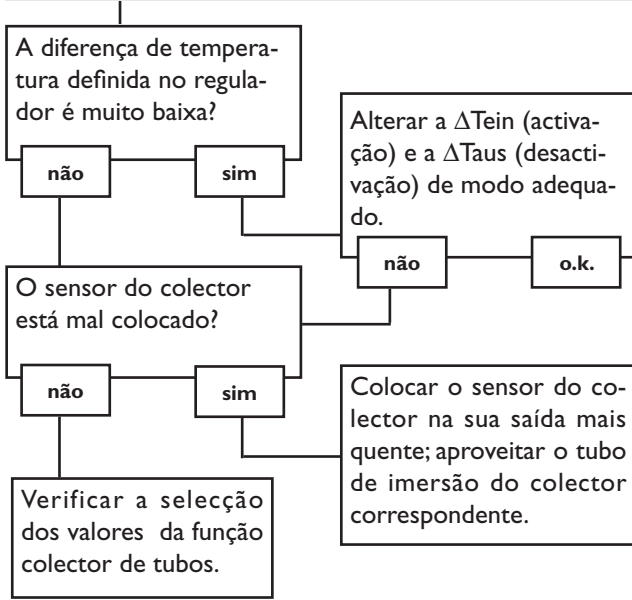 A diferença de tempera-
tura definida no regula-
dor é muito baixa?
não
sim
Alterar a ΔTein (activa-
ção) e a ΔTaus (desacti-
vação) de modo adequa-
do.
não
o.k.
O sensor do colector
está mal colocado?
não
sim
Colocar o sensor do co-
lector na sua saída mais
quente; aproveitar o tubo
de imersão do colector
correspondente.
Verificar a selecção
dos valores da função
colector de tubos.